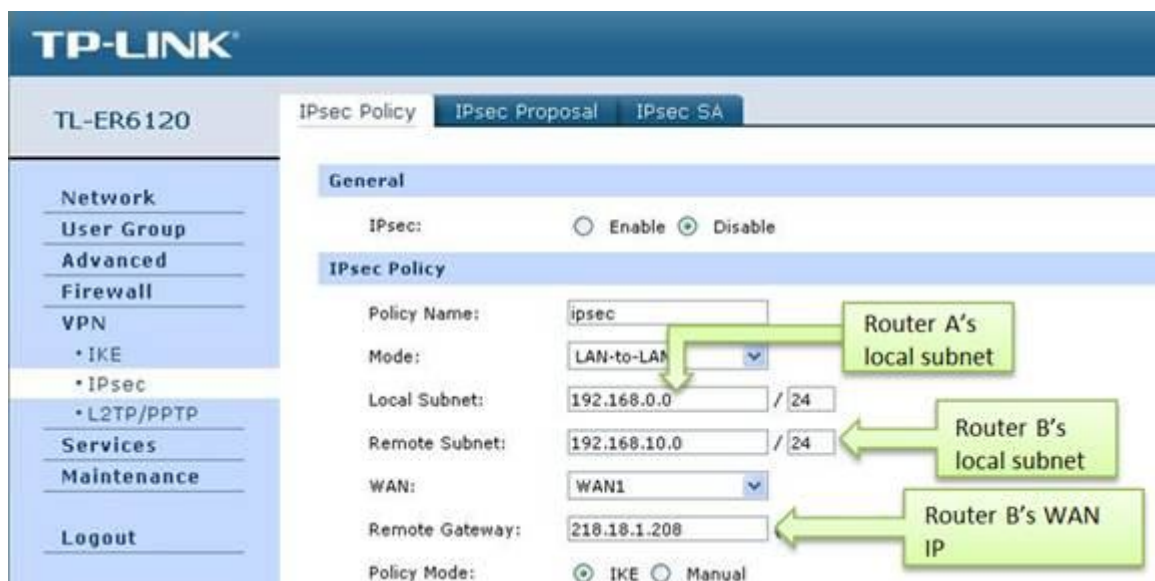 TP-LINK
TL-ER6120
IPsec Policy IPsec Proposal IPsec SA
Network
User Group
Advanced
Firewall
VPN
• IKE
• IPsec
• L2TP/PPTP
Services
Maintenance
Logout
General
IPsec: Enable Disable
IPsec Policy
Policy Name: ipsec
Mode: LAN-to-LAN
Local Subnet: 192.168.0.0 / 24
Remote Subnet: 192.168.10.0 / 24
WAN: WAN1
Remote Gateway: 218.18.1.208
Policy Mode: IKE Manual
Router A's
local subnet
Router B's
local subnet
Router B's WAN
IP